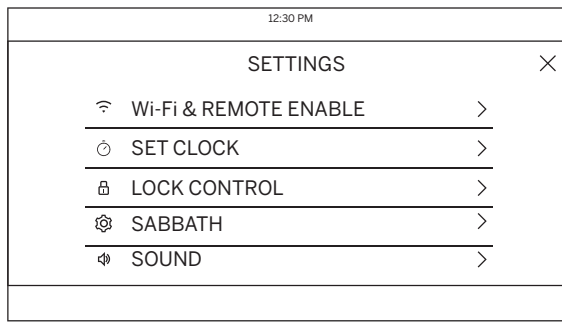 12:30 PM
SETTINGS
Wi-Fi & REMOTE ENABLE
SET CLOCK
LOCK CONTROL
SABBATH
SOUND